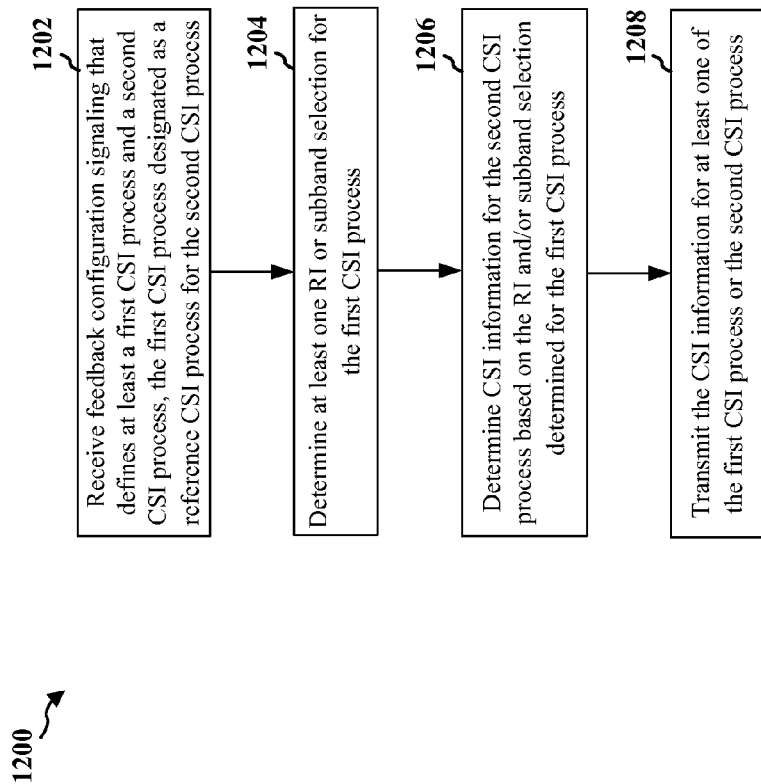 1200
1202
Receive feedback configuration signaling that
defines at least a first CSI process and a second
CSI process, the first CSI process designated as a
reference CSI process for the second CSI process
1204
Determine at least one RI or subband selection for
the first CSI process
1206
Determine CSI information for the second CSI
process based on the RI and/or subband selection
determined for the first CSI process
1208
Transmit the CSI information for at least one of
the first CSI process or the second CSI process